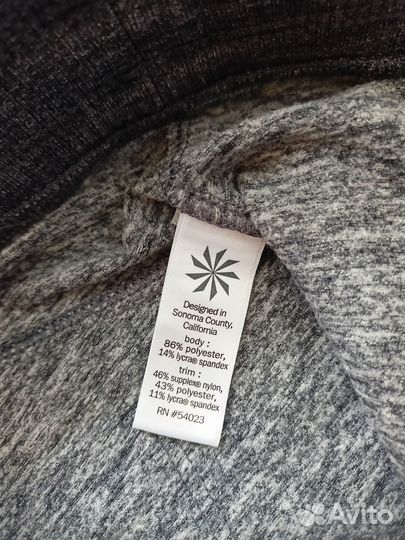 Designed in
Sonoma County,
California
body :
86% polyester,
14% lycra® spandex
trim :
46% supplex® nylon,
43% polyester,
11% lycra® spandex
RN #54023
Avito